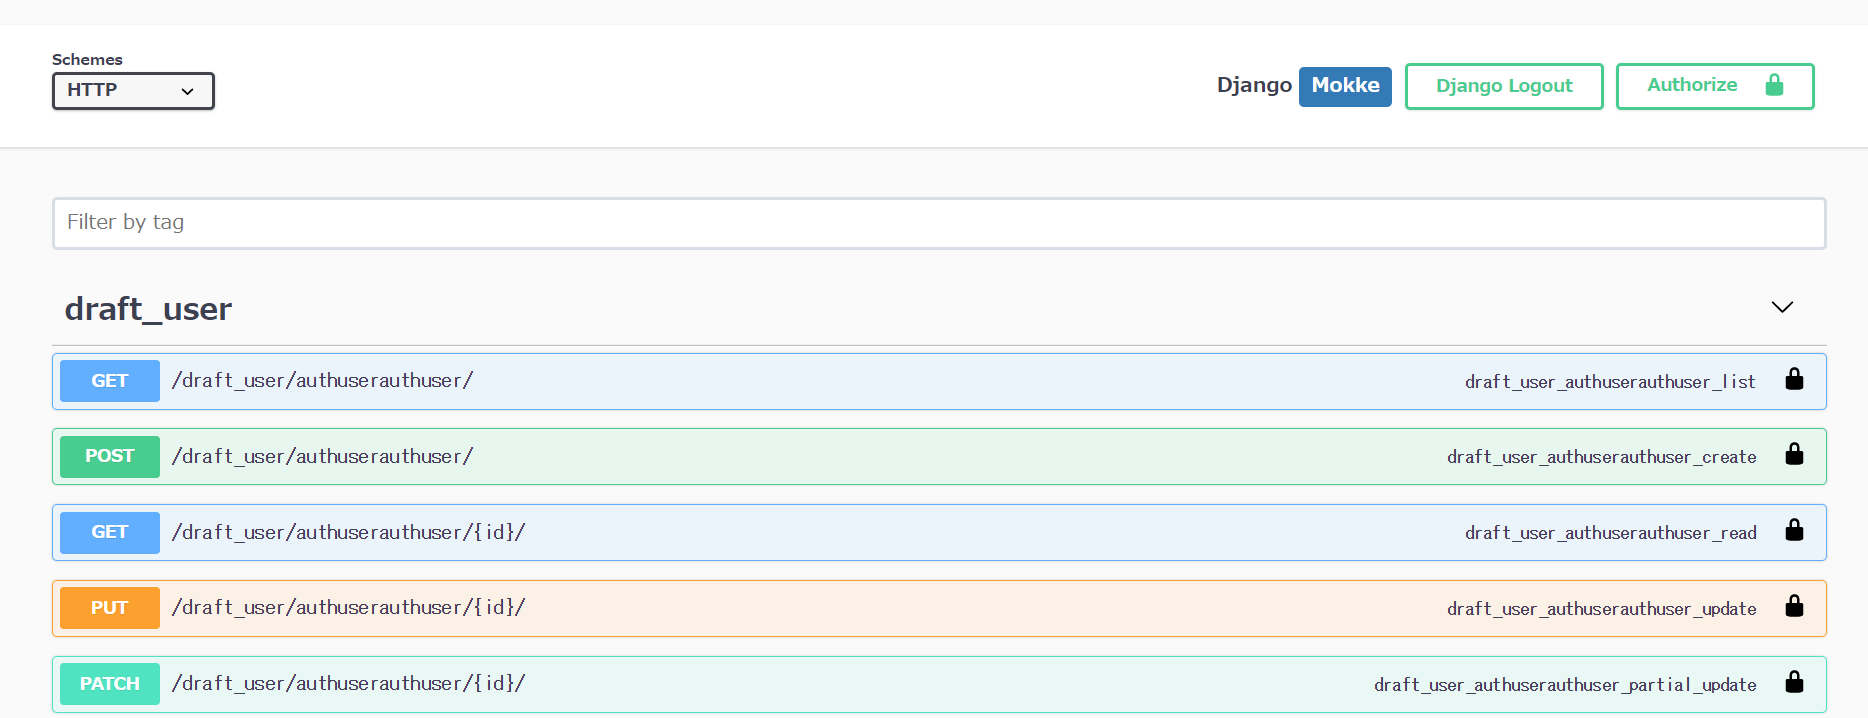 Schemes
HTTP
Django Mokke Django Logout Authorize
Filter by tag
draft_user
GET /draft_user/authuserauthuser/ draft_user_authuserauthuser_list
POST /draft_user/authuserauthuser/ draft_user_authuserauthuser_create
GET /draft_user/authuserauthuser/{id}/ draft_user_authuserauthuser_read
PUT /draft_user/authuserauthuser/{id}/ draft_user_authuserauthuser_update
PATCH /draft_user/authuserauthuser/{id}/ draft_user_authuserauthuser_partial_update